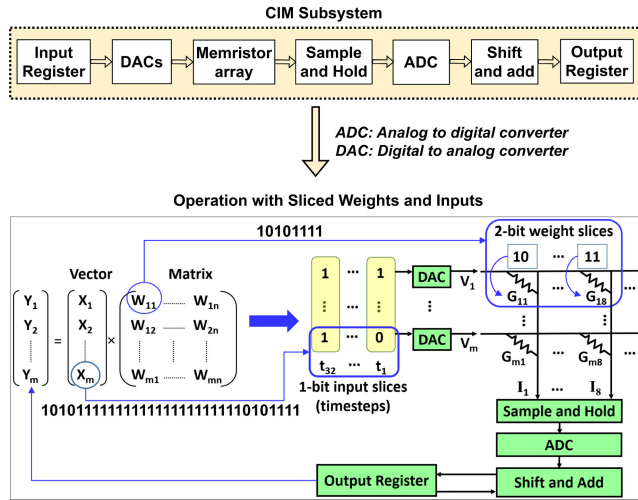 CIM Subsystem
Input Register
DACs
Memristor array
Sample and Hold
ADC
Shift and add
Output Register
ADC: Analog to digital converter
DAC: Digital to analog converter
Operation with Sliced Weights and Inputs
10101111
2-bit weight slices
10 ... 11
Vector Matrix
Y1 X1 W11 ........ W1n
Y2 = X2 × W12 ........ W2n
Ym Xm Wm1 ........ Wmn
1 ... 1 DAC V1
G11 ... G18
1 ... 0 DAC Vm
Gm1 ... Gm8
t32 ... t1
1-bit input slices
(timesteps)
I1 ... I8
Sample and Hold
ADC
Shift and Add
Output Register